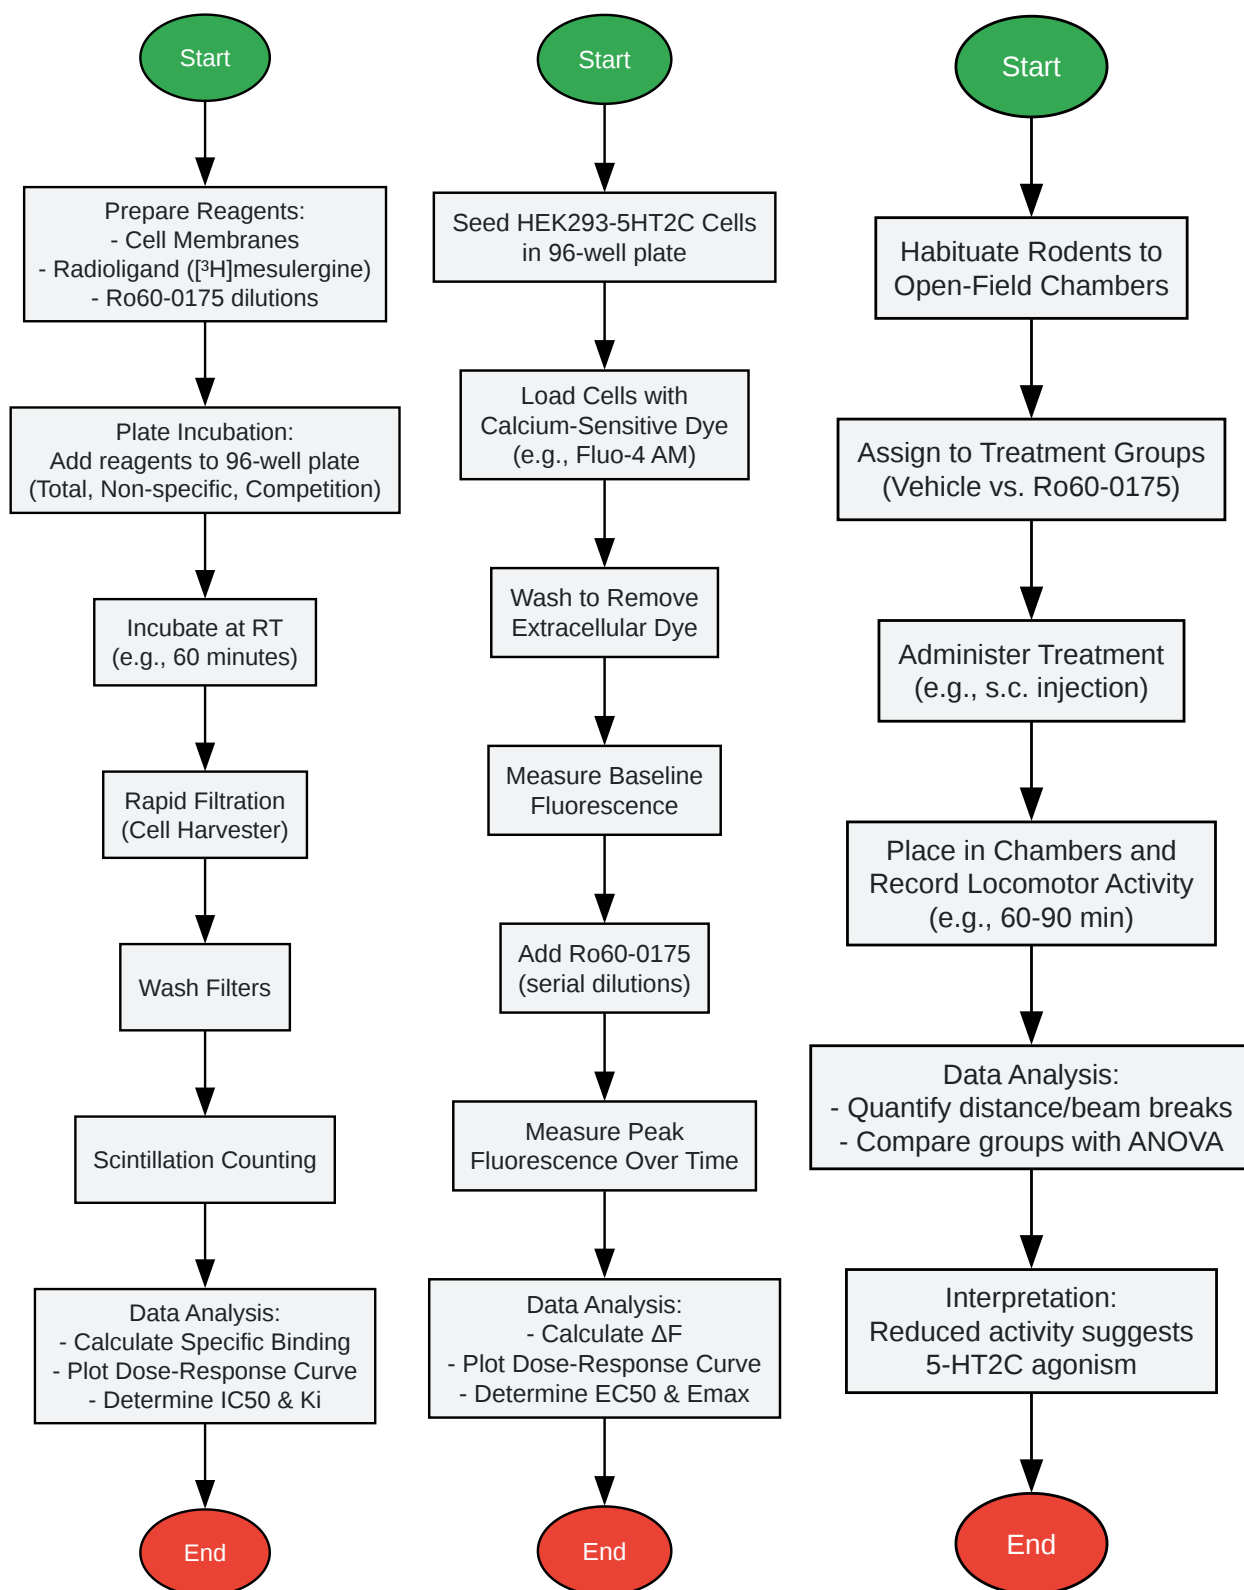 Start
Prepare Reagents:
- Cell Membranes
- Radioligand ([³H]mesulergine)
- Ro60-0175 dilutions
Plate Incubation:
Add reagents to 96-well plate
(Total, Non-specific, Competition)
Incubate at RT
(e.g., 60 minutes)
Rapid Filtration
(Cell Harvester)
Wash Filters
Scintillation Counting
Data Analysis:
- Calculate Specific Binding
- Plot Dose-Response Curve
- Determine IC50 & Ki
End
Start
Seed HEK293-5HT2C Cells
in 96-well plate
Load Cells with
Calcium-Sensitive Dye
(e.g., Fluo-4 AM)
Wash to Remove
Extracellular Dye
Measure Baseline
Fluorescence
Add Ro60-0175
(serial dilutions)
Measure Peak
Fluorescence Over Time
Data Analysis:
- Calculate ΔF
- Plot Dose-Response Curve
- Determine EC50 & Emax
End
Start
Habituate Rodents to
Open-Field Chambers
Assign to Treatment Groups
(Vehicle vs. Ro60-0175)
Administer Treatment
(e.g., s.c. injection)
Place in Chambers and
Record Locomotor Activity
(e.g., 60-90 min)
Data Analysis:
- Quantify distance/beam breaks
- Compare groups with ANOVA
Interpretation:
Reduced activity suggests
5-HT2C agonism
End